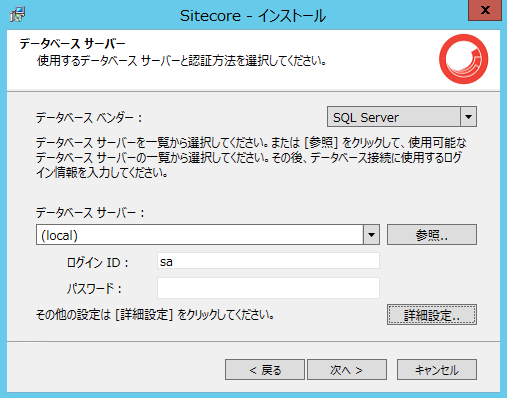 Sitecore - インストール
x
データベース サーバー
使用するデータベース サーバーと認証方法を選択してください。
データベース ベンダー :
SQL Server
データベース サーバーを一覧から選択してください。または [参照] をクリックして、使用可能な
データベース サーバーの一覧から選択してください。その後、データベース接続に使用するログ
イン情報を入力してください。
データベース サーバー :
(local)
参照..
ログイン ID :
sa
パスワード :
その他の設定は [詳細設定] をクリックしてください。
詳細設定..
< 戻る
次へ >
キャンセル